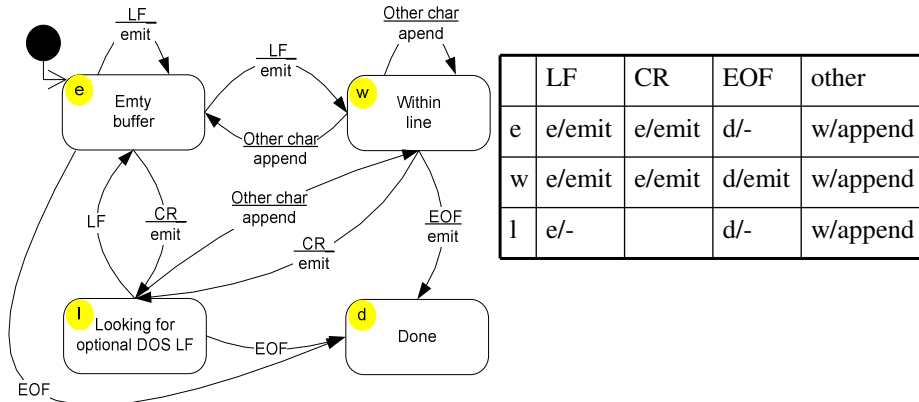 LF
emit
e
Emty
buffer
LF
emit
Other char
append
Other char
apend
w
Within
line
LF
CR
emit
Other char
append
CR
emit
EOF
emit
l
Looking for
optional DOS LF
EOF
d
Done
EOF
LF CR EOF other
e e/emit e/emit d/- w/append
w e/emit e/emit d/emit w/append
l e/- d/- w/append